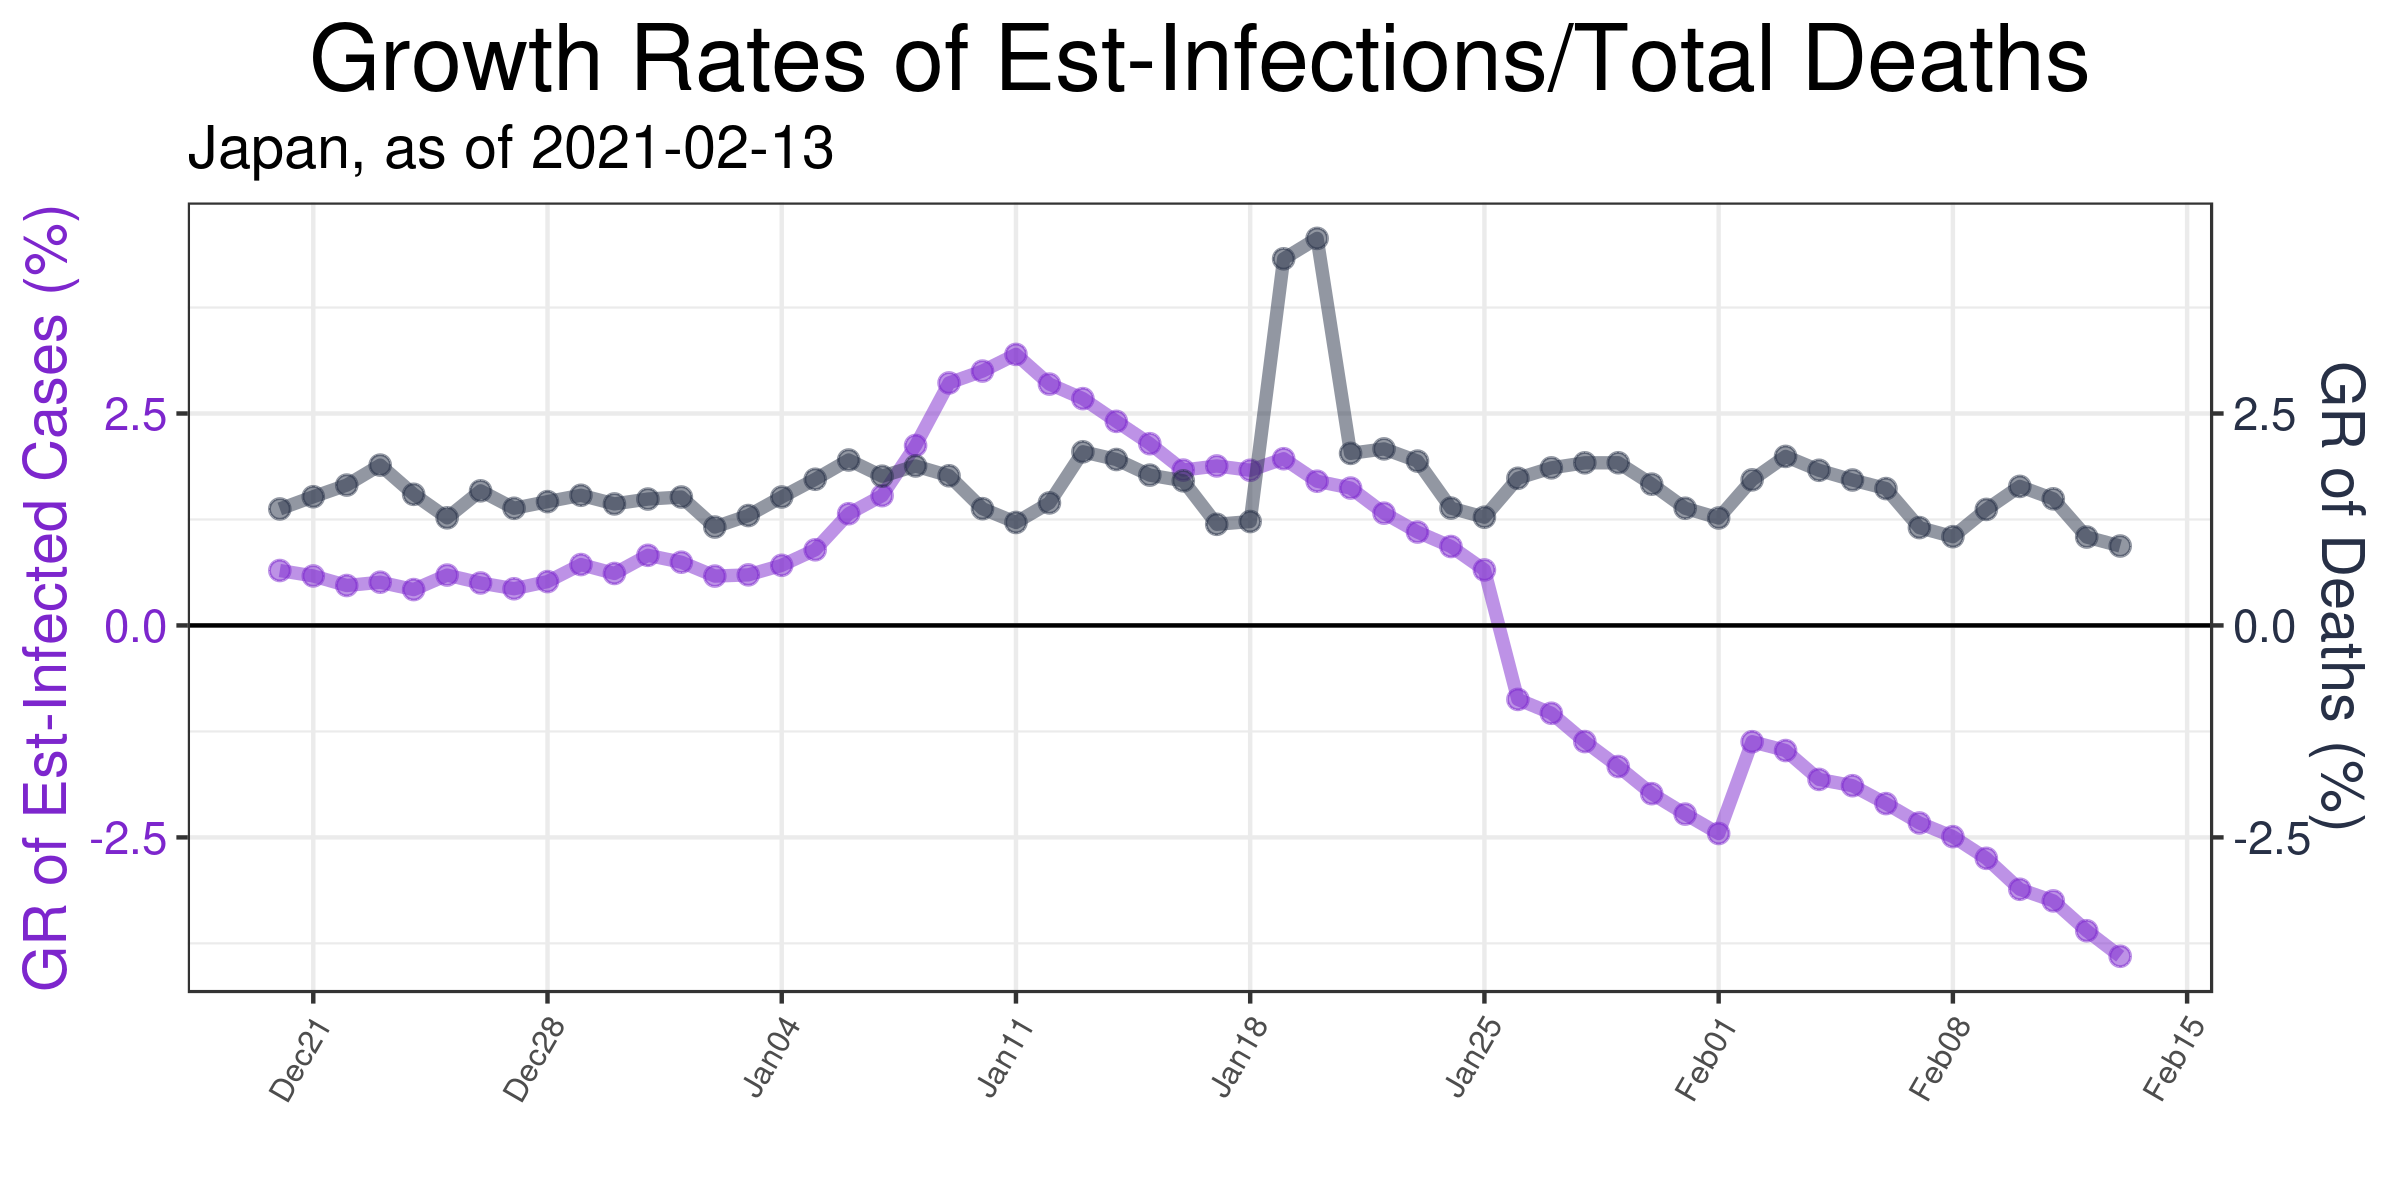 Growth Rates of Est-Infections/Total Deaths
Japan, as of 2021-02-13
GR of Est-Infected Cases (%)
2.5
0.0
-2.5
2.5
0.0
-2.5
GR of Deaths (%)
Dec21
Dec28
Jan04
Jan11
Jan18
Jan25
Feb01
Feb08
Feb15